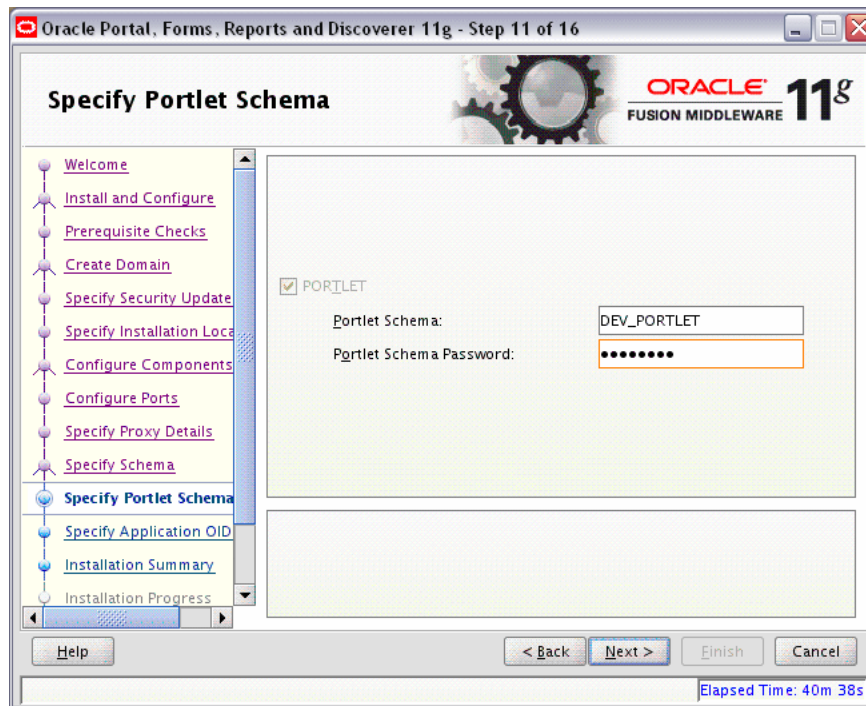 Oracle Portal, Forms, Reports and Discoverer 11g - Step 11 of 16
Specify Portlet Schema
ORACLE
FUSION MIDDLEWARE 11g
Welcome
Install and Configure
Prerequisite Checks
Create Domain
Specify Security Update
Specify Installation Loca
Configure Components
Configure Ports
Specify Proxy Details
Specify Schema
Specify Portlet Schema
Specify Application OID
Installation Summary
Installation Progress
PORTLET
Portlet Schema: DEV_PORTLET
Portlet Schema Password: ●●●●●●●●
Help < Back Next > Finish Cancel
Elapsed Time: 40m 38s